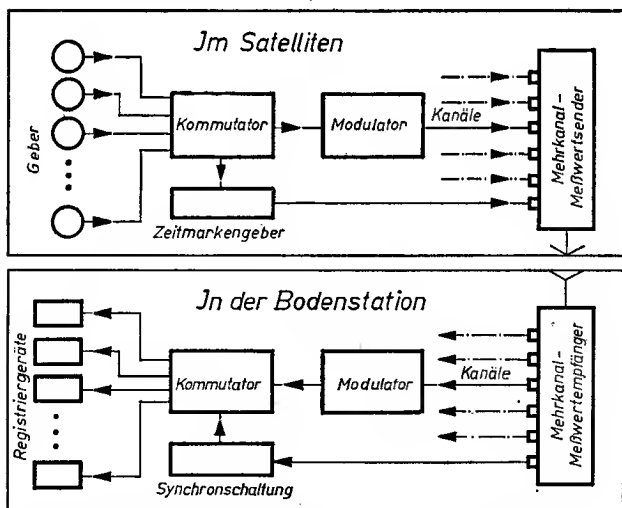 Jm Satelliten
Geber
Kommutator
Modulator
Kanäle
Mehrkanal-
Meßwertsender
Zeitmarkengeber
Jn der Bodenstation
Registriergeräte
Kommutator
Modulator
Kanäle
Mehrkanal-
Meßwertempfänger
Synchronschaltung